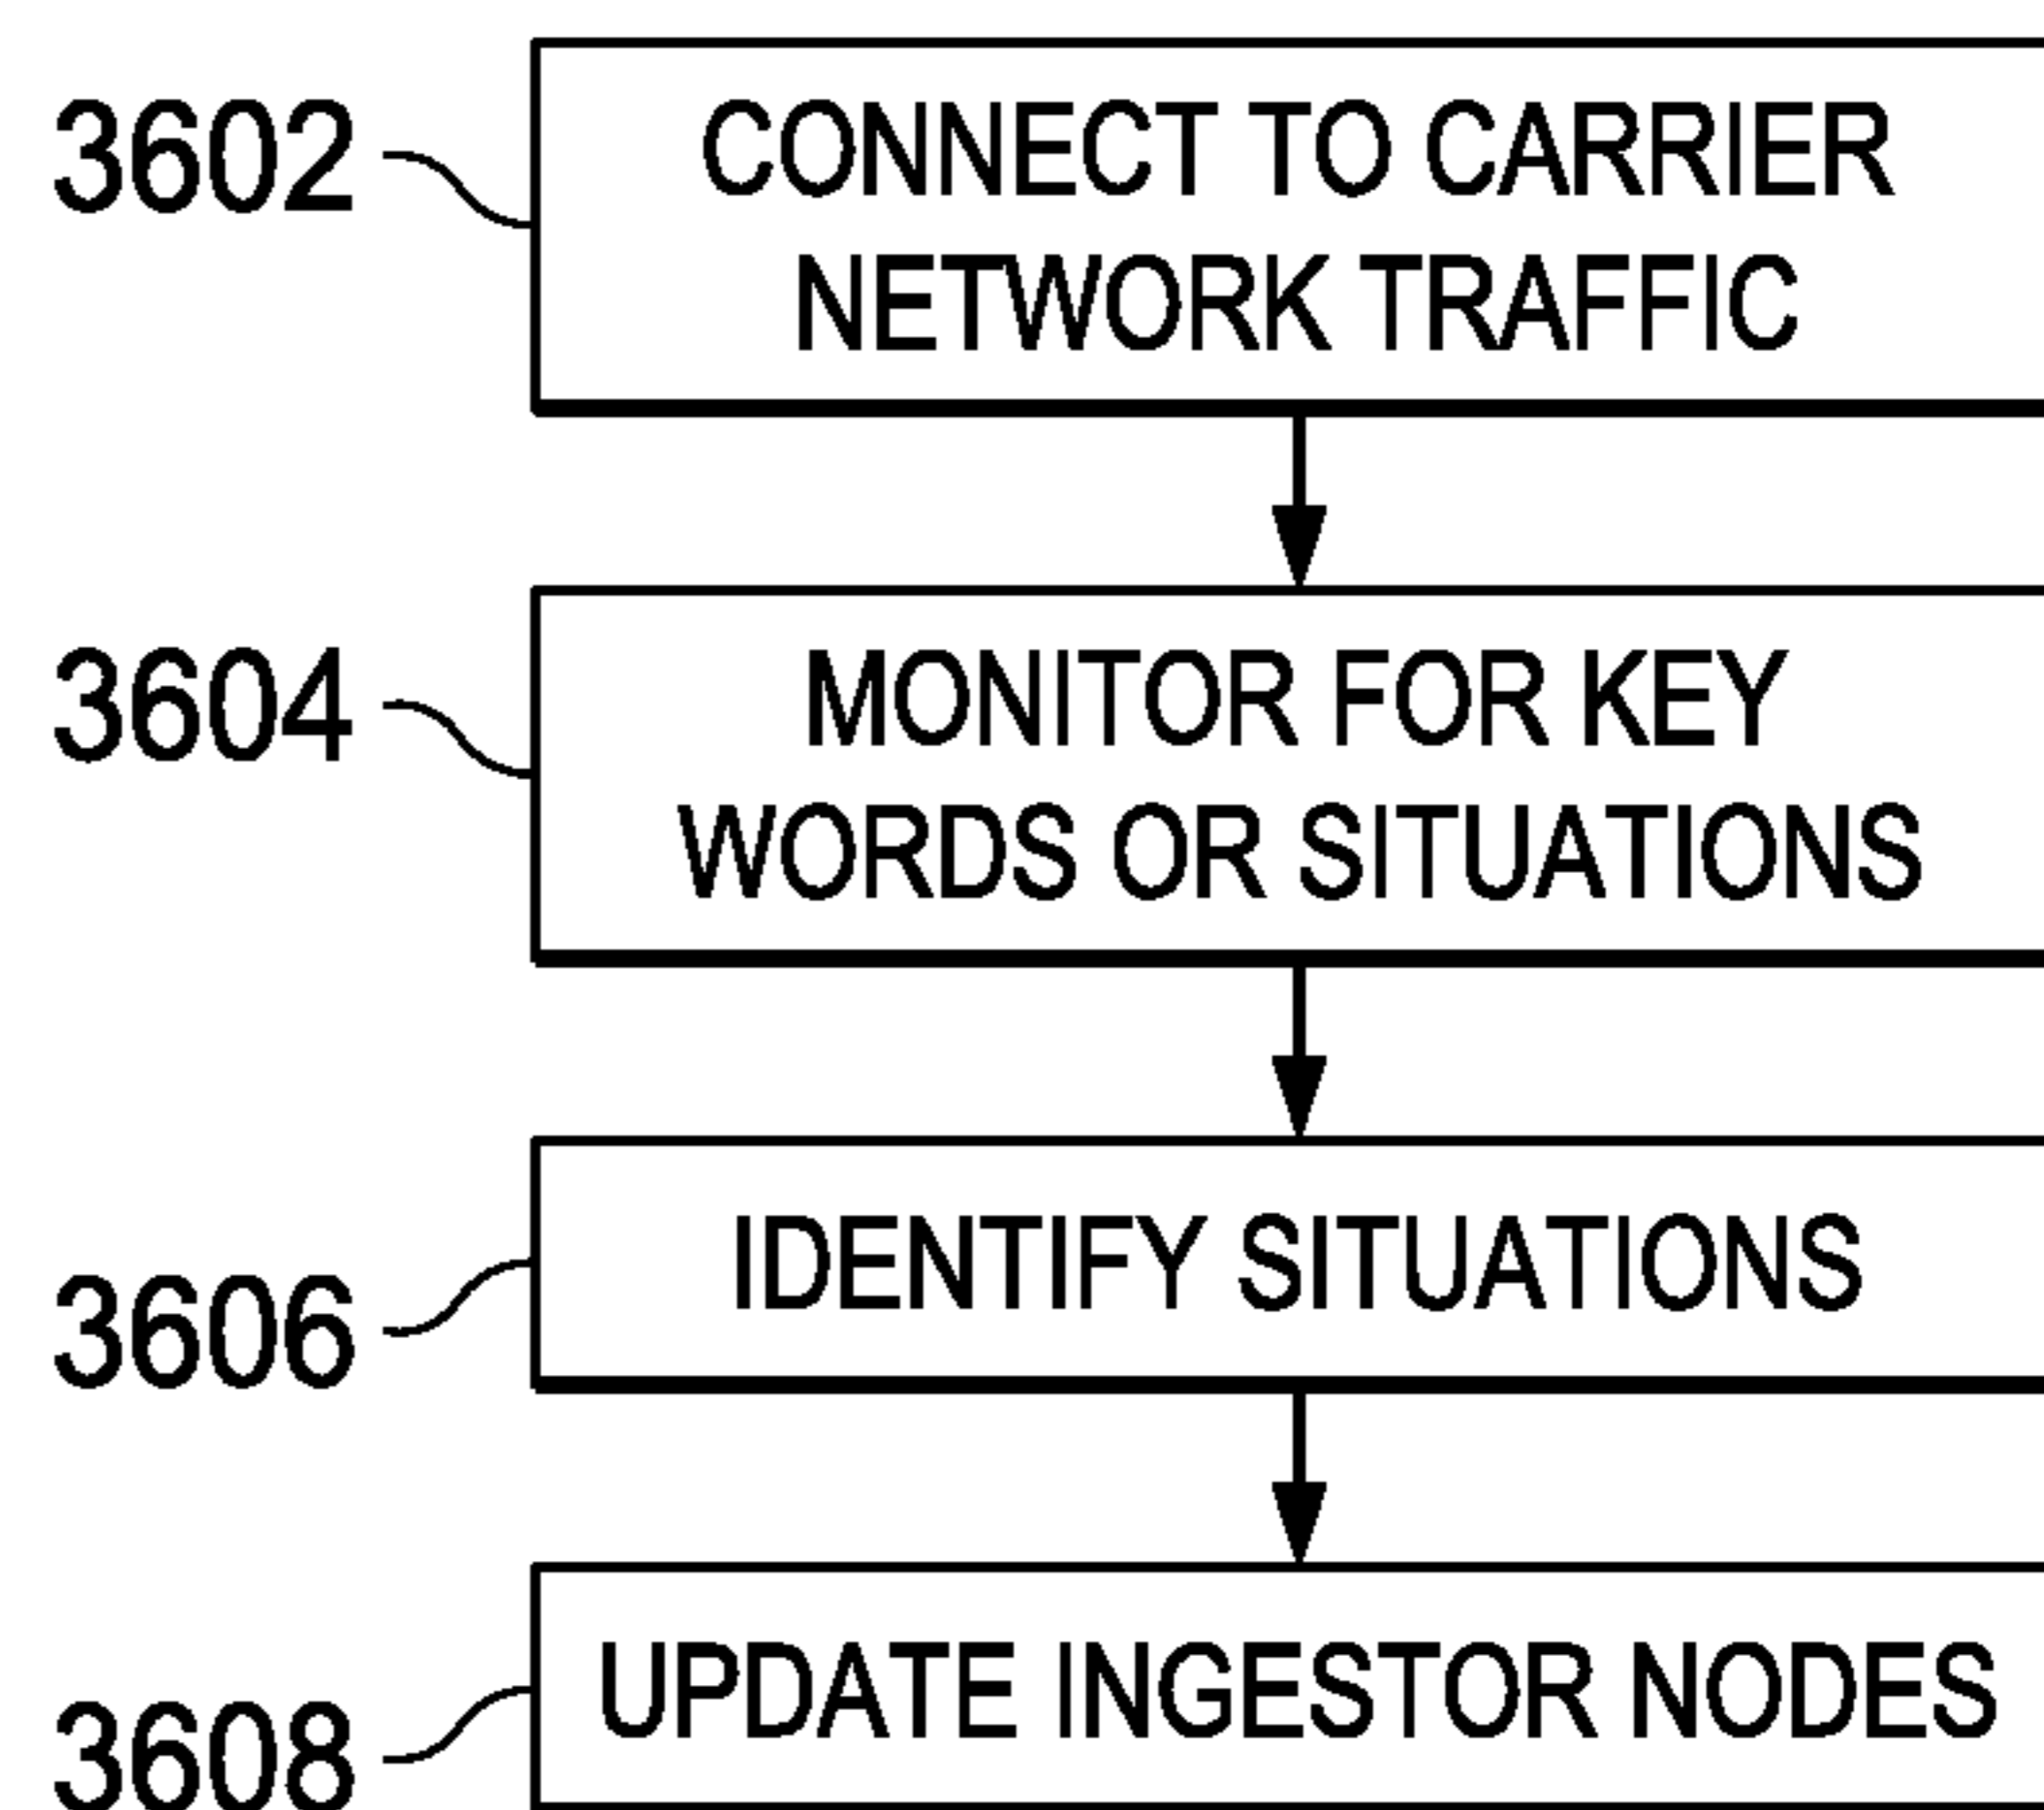 3602
CONNECT TO CARRIER
NETWORK TRAFFIC
3604
MONITOR FOR KEY
WORDS OR SITUATIONS
3606
IDENTIFY SITUATIONS
3608
UPDATE INGESTOR NODES